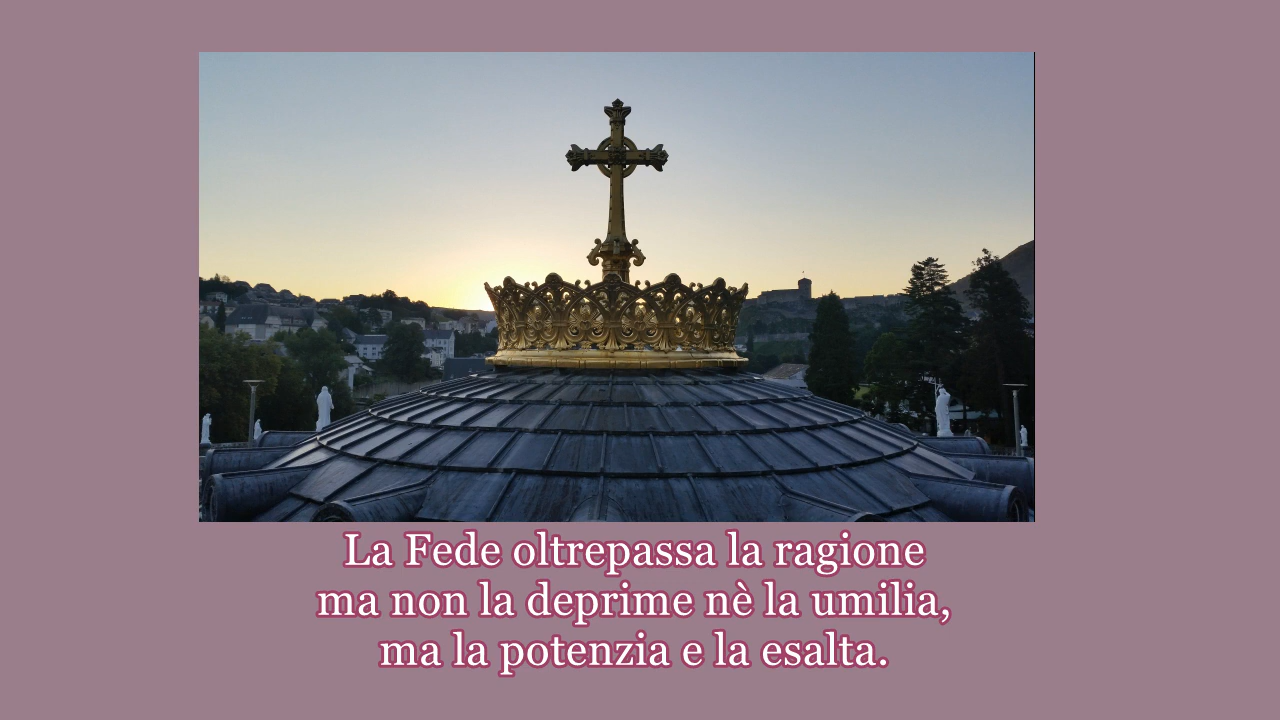 La Fede oltrepassa la ragione
ma non la deprime nè la umilia,
ma la potenzia e la esalta.